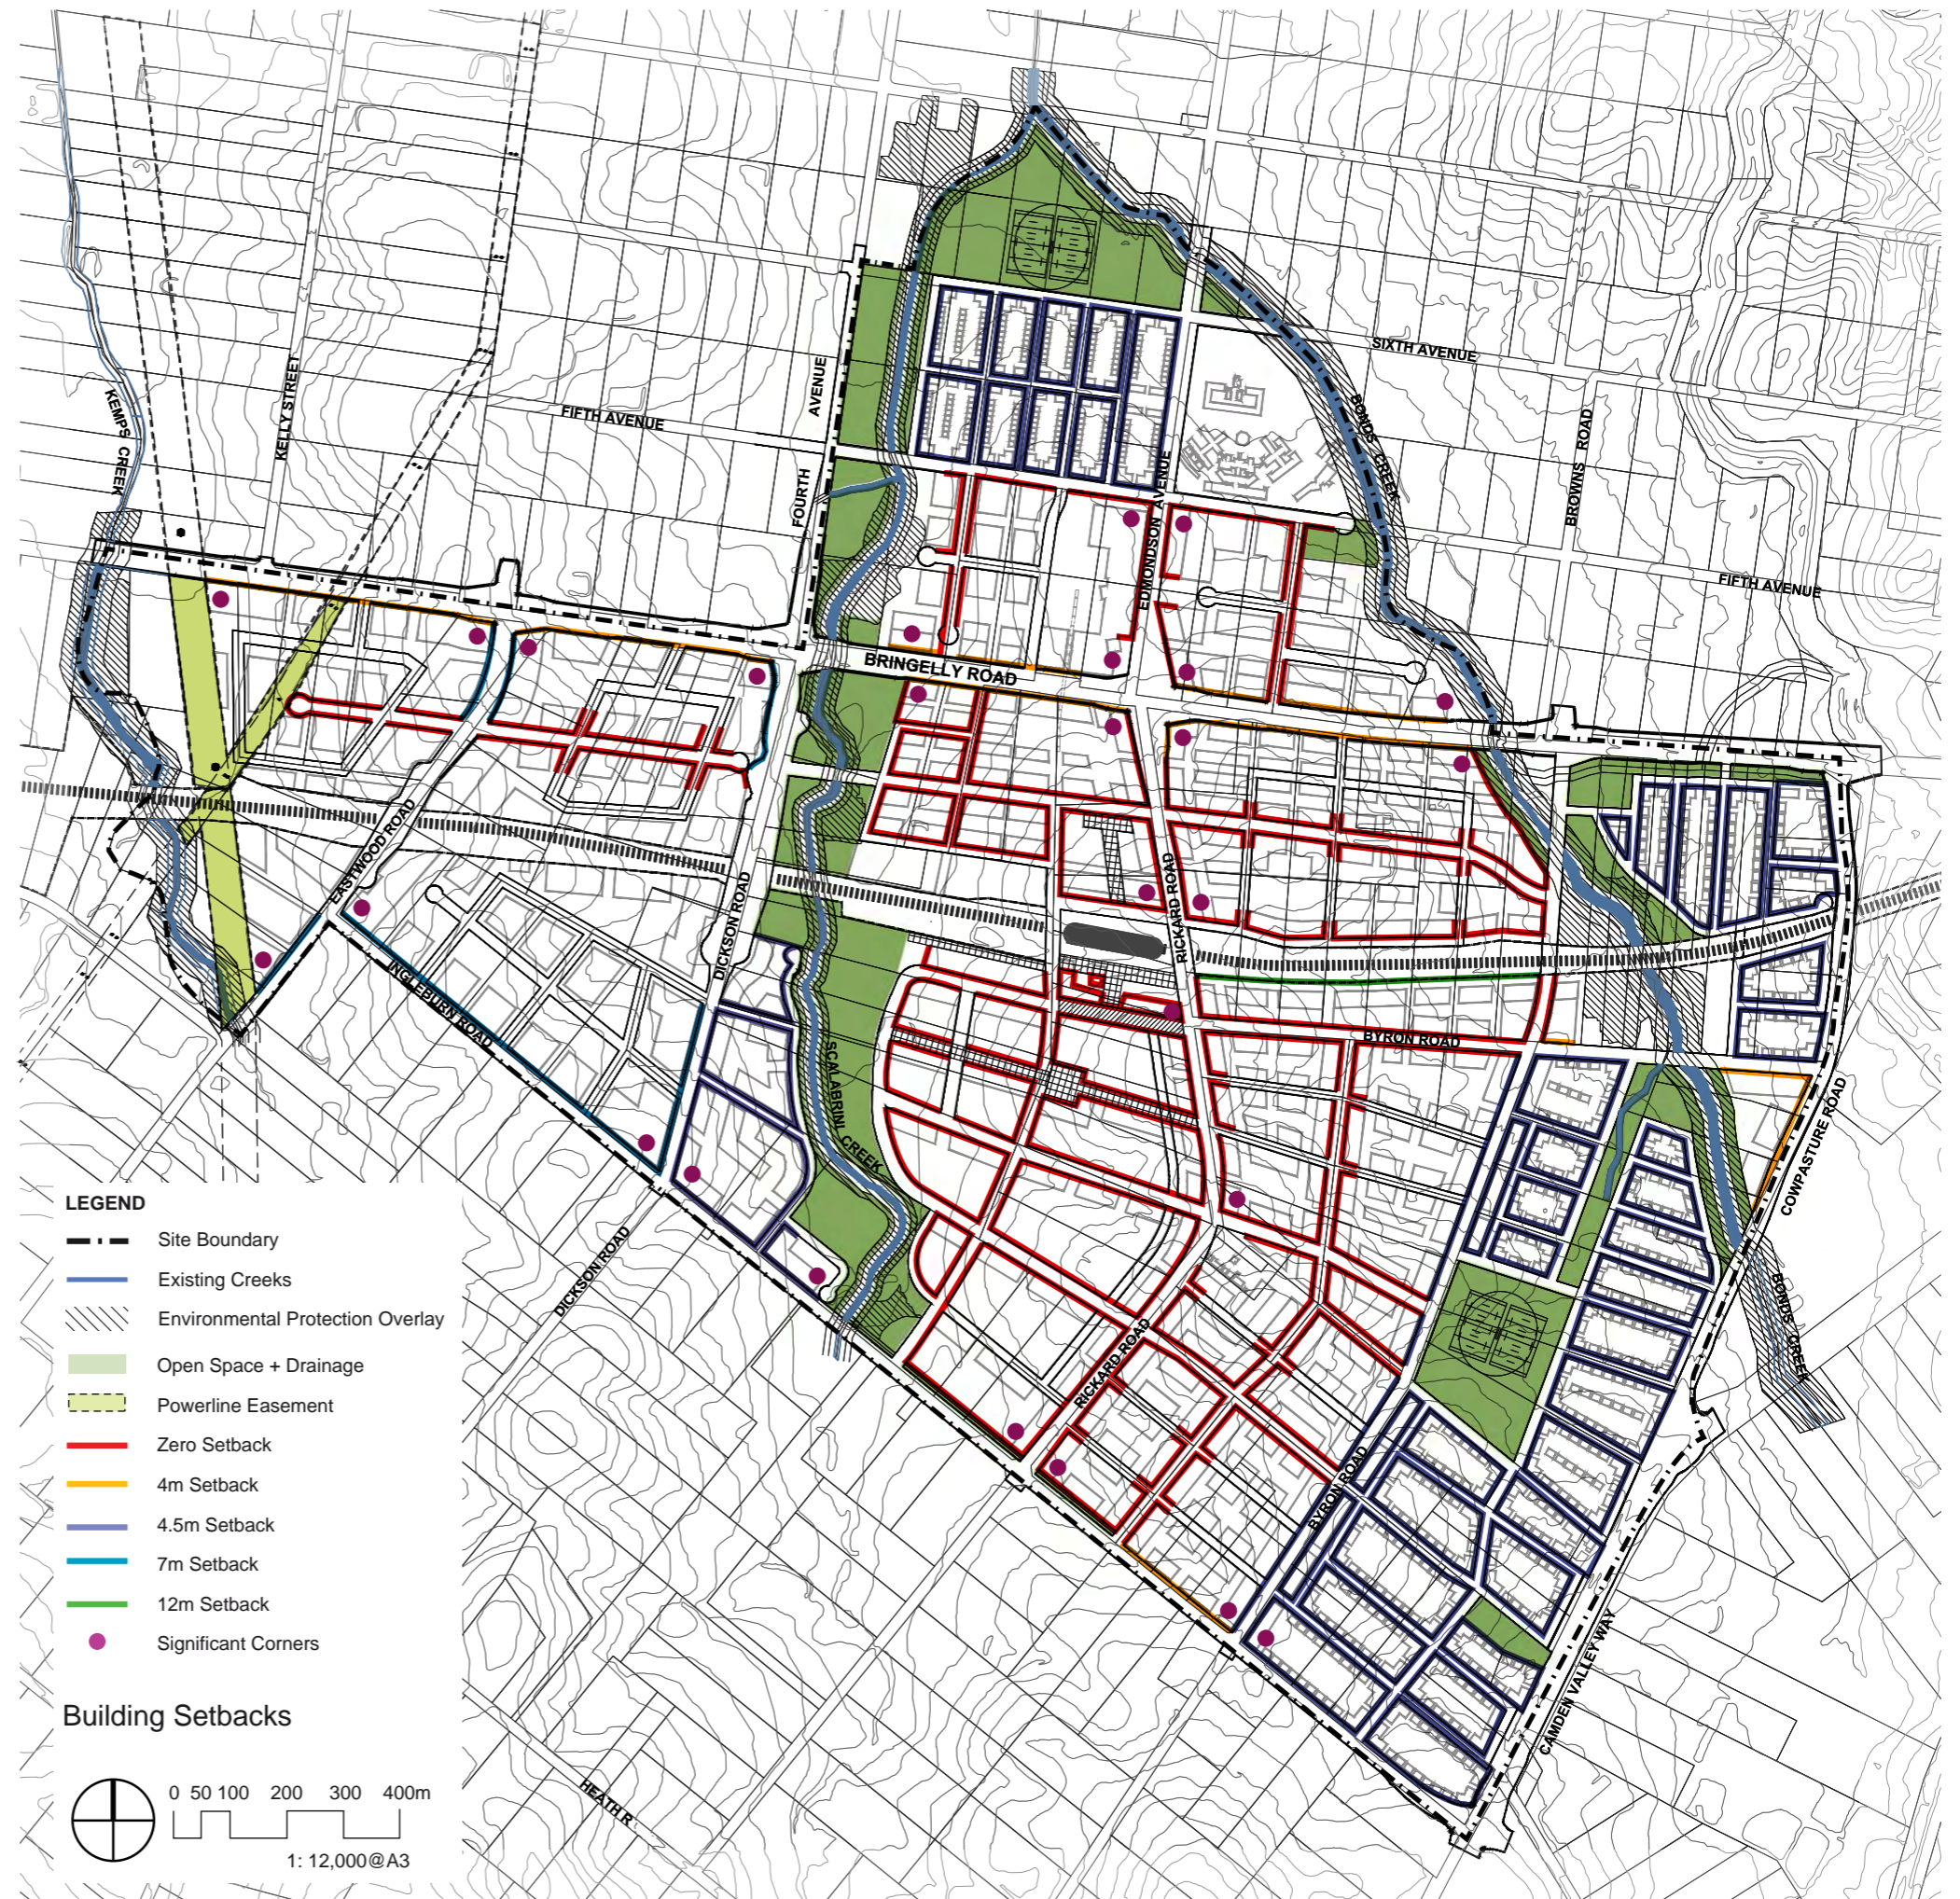 SIXTH AVENUE
KELLY STREET
AVENUE
FIFTH AVENUE
KEMPS CREEK
BONDS CREEK
BROWNS ROAD
FOURTH
EDMONDSON AVENUE
FIFTH AVENUE
BRINGELLY ROAD
EASTWOOD ROAD
DICKSON ROAD
RICKARD ROAD
INGLEBURN ROAD
BYRON ROAD
SCALABRINI CREEK
COWPASTURE ROAD
DICKSON ROAD
BONDS CREEK
RICKARD ROAD
BYRON ROAD
CAMDEN VALLEY WAY
HEATH R
LEGEND
Site Boundary
Existing Creeks
Environmental Protection Overlay
Open Space + Drainage
Powerline Easement
Zero Setback
4m Setback
4.5m Setback
7m Setback
12m Setback
Significant Corners
Building Setbacks
0 50 100 200 300 400m
1: 12,000@A3